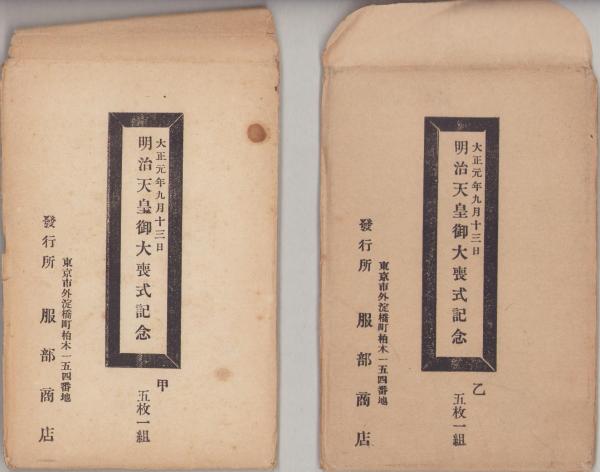 大正元年九月十三日
明治天皇御大喪式記念
甲
五枚一組
東京市外淀橋町柏木一五四番地
發行所 服部商店
大正元年九月十三日
明治天皇御大喪式記念
乙
五枚一組
東京市外淀橋町柏木一五四番地
發行所 服部商店